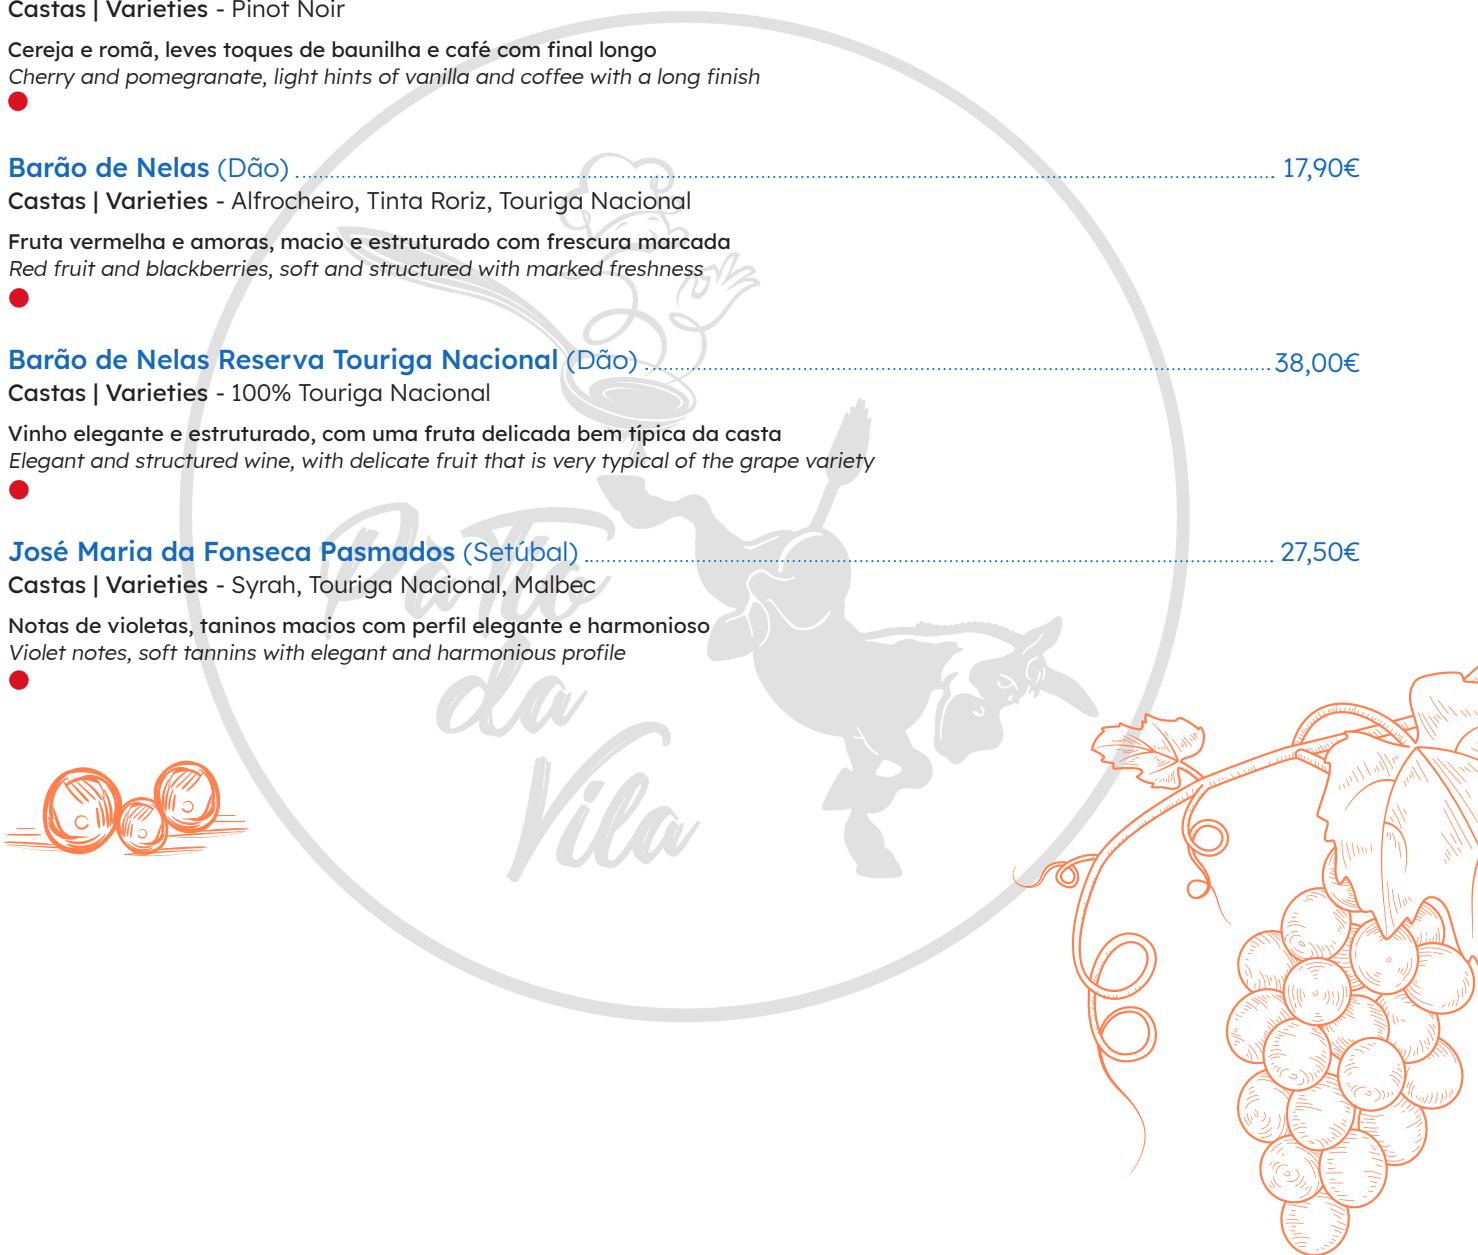 Castas | Varieties - Pinot Noir
Cereja e romã, leves toques de baunilha e café com final longo
Cherry and pomegranate, light hints of vanilla and coffee with a long finish
Barão de Nelas (Dão) 17,90€
Castas | Varieties - Alfrocheiro, Tinta Roriz, Touriga Nacional
Fruta vermelha e amoras, macio e estruturado com frescura marcada
Red fruit and blackberries, soft and structured with marked freshness
Barão de Nelas Reserva Touriga Nacional (Dão) 38,00€
Castas | Varieties - 100% Touriga Nacional
Vinho elegante e estruturado, com uma fruta delicada bem típica da casta
Elegant and structured wine, with delicate fruit that is very typical of the grape variety
José Maria da Fonseca Pasmados (Setúbal) 27,50€
Castas | Varieties - Syrah, Touriga Nacional, Malbec
Notas de violetas, taninos macios com perfil elegante e harmonioso
Violet notes, soft tannins with elegant and harmonious profile
PaTio
da
Vila